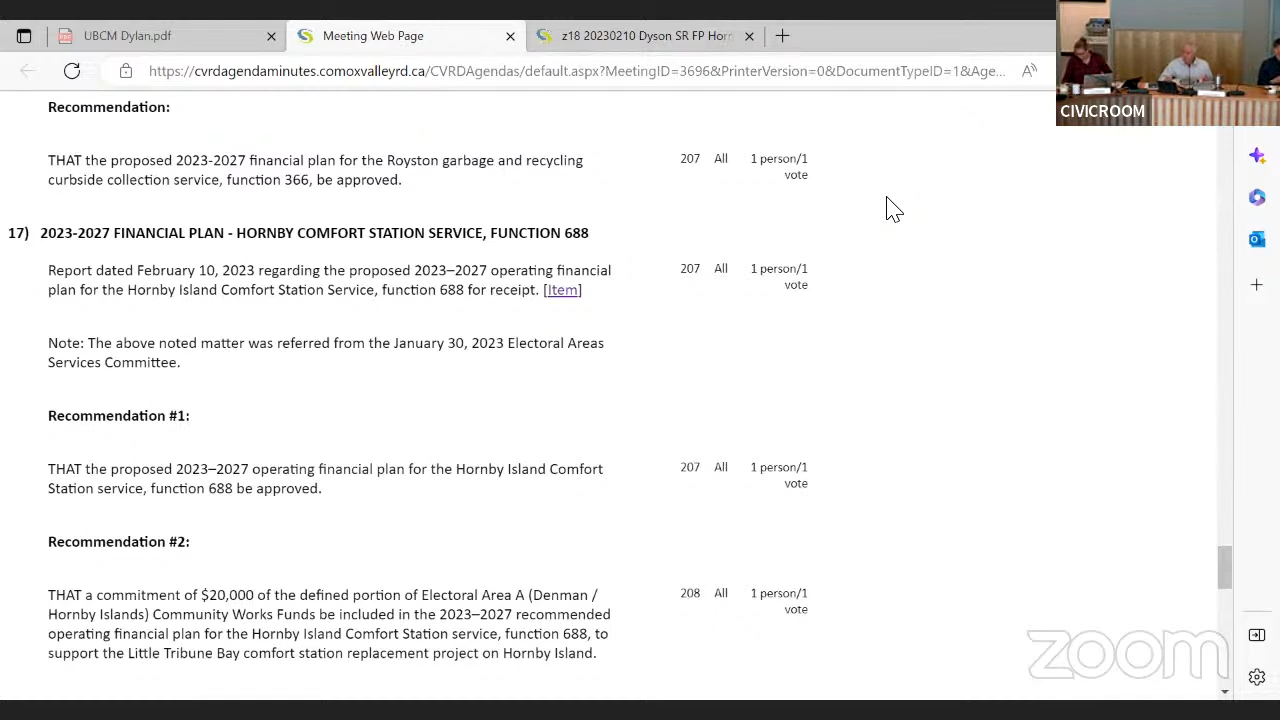 UBCM Dylan.pdf
Meeting Web Page
z18 20230210 Dyson SR FP Horn
https://cvrdagendaminutes.comoxvalleyrd.ca/CVRDAgendas/default.aspx?MeetingID=3696&PrinterVersion=0&DocumentTypeID=1&Age...
CIVICROOM
Recommendation:
THAT the proposed 2023-2027 financial plan for the Royston garbage and recycling 207 All 1 person/1
curbside collection service, function 366, be approved. vote
17) 2023-2027 FINANCIAL PLAN - HORNBY COMFORT STATION SERVICE, FUNCTION 688
Report dated February 10, 2023 regarding the proposed 2023–2027 operating financial 207 All 1 person/1
plan for the Hornby Island Comfort Station Service, function 688 for receipt. [Item] vote
Note: The above noted matter was referred from the January 30, 2023 Electoral Areas
Services Committee.
Recommendation #1:
THAT the proposed 2023–2027 operating financial plan for the Hornby Island Comfort 207 All 1 person/1
Station service, function 688 be approved. vote
Recommendation #2:
THAT a commitment of $20,000 of the defined portion of Electoral Area A (Denman / 208 All 1 person/1
Hornby Islands) Community Works Funds be included in the 2023–2027 recommended vote
operating financial plan for the Hornby Island Comfort Station service, function 688, to
support the Little Tribune Bay comfort station replacement project on Hornby Island.
zoom